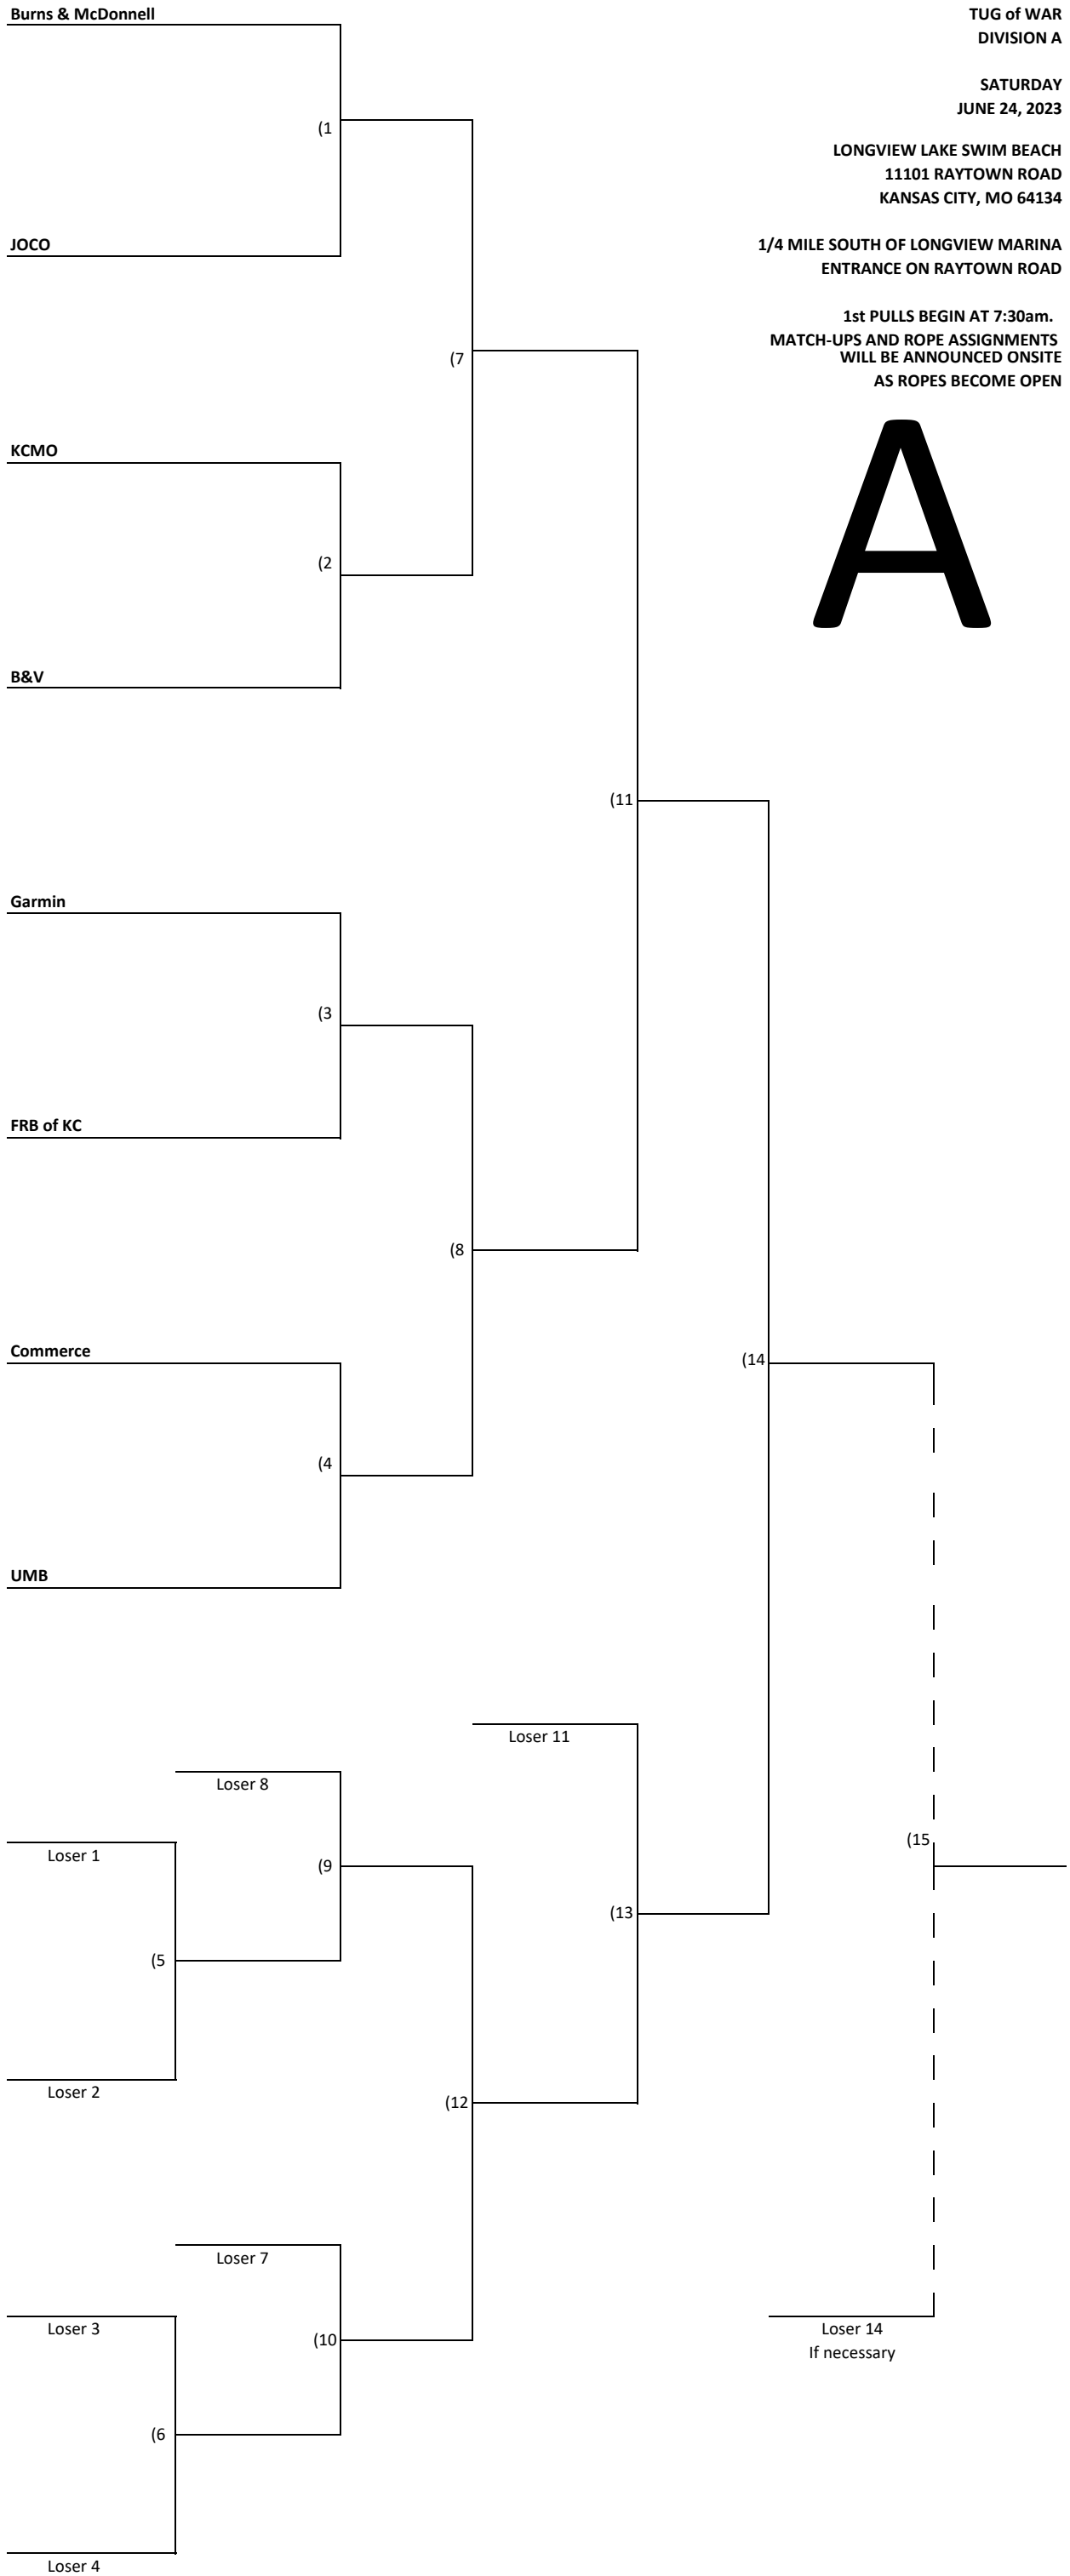 Burns & McDonnell
TUG of WAR
DIVISION A
SATURDAY
JUNE 24, 2023
(1
LONGVIEW LAKE SWIM BEACH
11101 RAYTOWN ROAD
KANSAS CITY, MO 64134
JOCO
1/4 MILE SOUTH OF LONGVIEW MARINA
ENTRANCE ON RAYTOWN ROAD
1st PULLS BEGIN AT 7:30am.
MATCH-UPS AND ROPE ASSIGNMENTS
WILL BE ANNOUNCED ONSITE
(7
AS ROPES BECOME OPEN
KCMO
A
(2
B&V
(11
Garmin
(3
FRB of KC
(8
Commerce
(14
(4
UMB
Loser 11
Loser 8
(15
Loser 1
(9
(13
(5
Loser 2
(12
Loser 7
Loser 3
Loser 14
(10
If necessary
(6
Loser 4